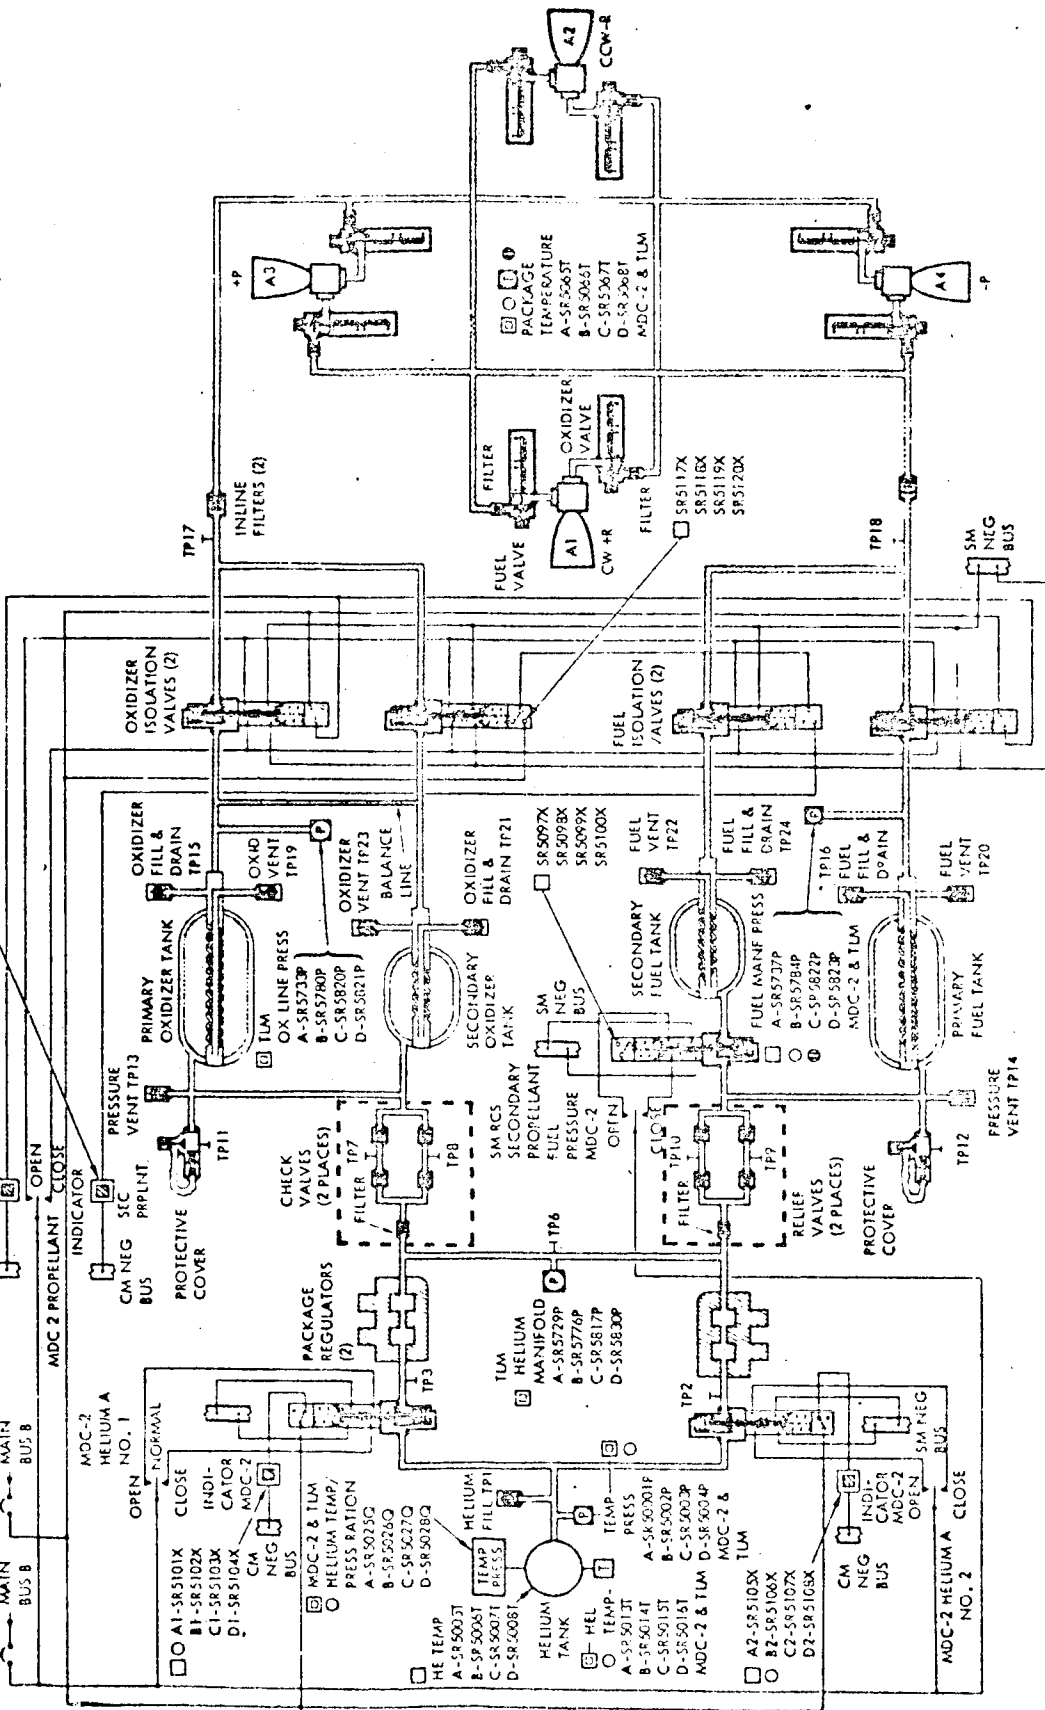 MAIN
BUS B
MAIN
BUS B
OPEN
CLOSE
MDC 2 PROPELLANT
INDICATOR
SEC
PRPLNT
CM NEG
BUS
MDC-2
HELIUM A
NO. 1
OPEN
NORMAL
CLOSE
INDI-
CATOR
MDC-2
CM
NEG
BUS
A1-SR5101X
B1-SR5102X
C1-SR5103X
D1-SR5104X
MDC-2 & TLM
HELIUM TEMP/
PRESS RATION
A-SR5025Q
B-SR5026Q
C-SR5027Q
D-SR5028Q
HE TEMP
A-SR5005T
B-SR5006T
C-SR5007T
D-SR5008T
TEMP
PRESS
HELIUM
FILL TP1
HELIUM
TANK
P
T
HEL
TEMP
A-SR5013T
B-SR5014T
C-SR5015T
D-SR5016T
MDC-2 & TLM
TEMP
PRESS
A-SR5001P
B-SR5002P
C-SR5003P
D-SR5004P
MDC-2 &
TLM
A2-SR5105X
B2-SR5106X
C2-SR5107X
D2-SR5108X
CM
NEG
BUS
INDI-
CATOR
MDC-2
OPEN
CLOSE
SM NEG
BUS
MDC-2 HELIUM A
NO. 2
TP3
TP2
PACKAGE
REGULATORS
(2)
TLM
HELIUM
MANIFOLD
A-SR5729P
B-SR5776P
C-SR5817P
D-SR5830P
P
TP6
PROTECTIVE
COVER
TP11
PRESSURE
VENT TP13
CHECK
VALVES
(2 PLACES)
FILTER
TP7
TP8
FILTER
TP10
TP9
RELIEF
VALVES
(2 PLACES)
PROTECTIVE
COVER
TP12
PRESSURE
VENT TP14
SM RCS
SECONDARY
PROPELLANT
FUEL
PRESSURE
MDC-2
OPEN
CLOSE
SM
NEG
BUS
SR5097X
SR5098X
SR5099X
SR5100X
PRIMARY
OXIDIZER TANK
TLM
OX LINE PRESS
A-SR5733P
B-SR5780P
C-SR5820P
D-SR5821P
P
SECONDARY
OXIDIZER
TANK
OXIDIZER
FILL &
DRAIN
TP15
OXID
VENT
TP19
OXIDIZER
VENT TP23
BALANCE
LINE
OXIDIZER
FILL &
DRAIN TP21
SECONDARY
FUEL TANK
FUEL
VENT
TP22
FUEL
FILL &
DRAIN
TP24
FUEL MANF PRESS
A-SR5737P
B-SR5784P
C-SR5822P
D-SR5823P
MDC-2 & TLM
P
TP16
FUEL
FILL &
DRAIN
PRIMARY
FUEL TANK
FUEL
VENT
TP20
OXIDIZER
ISOLATION
VALVES (2)
FUEL
ISOLATION
VALVES (2)
SM
NEG
BUS
TP17
INLINE
FILTERS (2)
TP18
SR5117X
SR5118X
SR5119X
SR5120X
FUEL
VALVE
FILTER
A1
CW +R
OXIDIZER
VALVE
FILTER
PACKAGE
TEMPERATURE
A-SR5065T
B-SR5066T
C-SR5067T
D-SR5068T
MDC-2 & TLM
+P
A3
A2
CCW-R
A4
-P